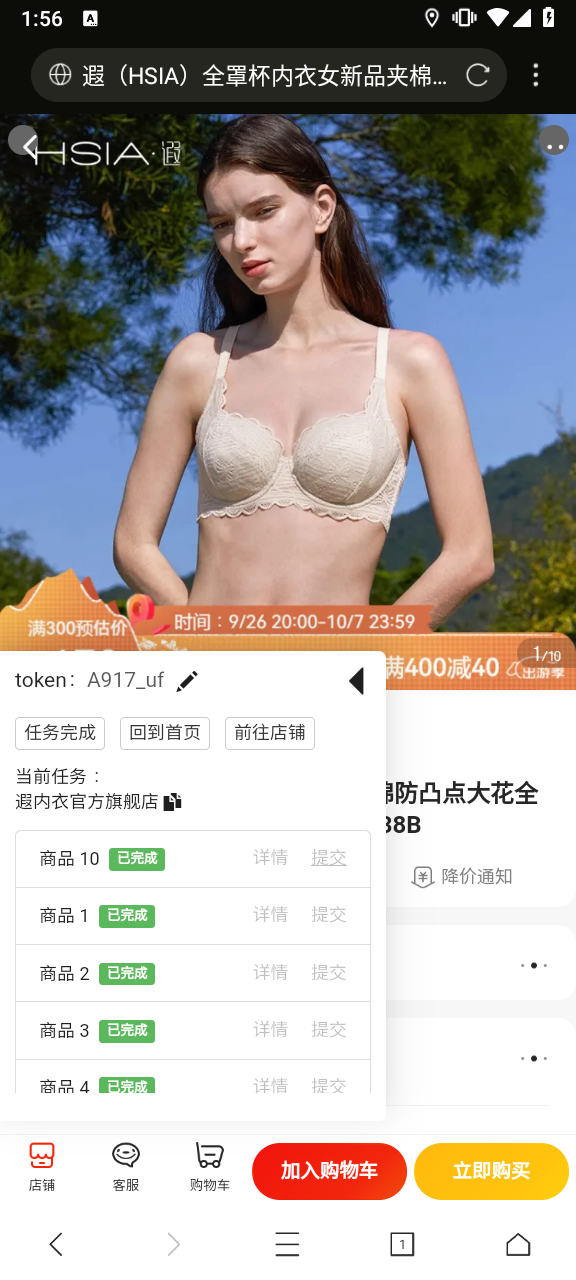 1:56
A
遐（HSIA）全罩杯内衣女新品夹棉...
HSIA·遐
时间：9/26 20:00-10/7 23:59
满300预估价
满400减40
出游季
1/10
token： A917_uf
任务完成 回到首页 前往店铺
当前任务：
遐内衣官方旗舰店
商品 10 已完成 详情 提交
商品 1 已完成 详情 提交
商品 2 已完成 详情 提交
商品 3 已完成 详情 提交
商品 4 已完成 详情 提交
棉防凸点大花全
38B
降价通知
店铺 客服 购物车 加入购物车 立即购买
1